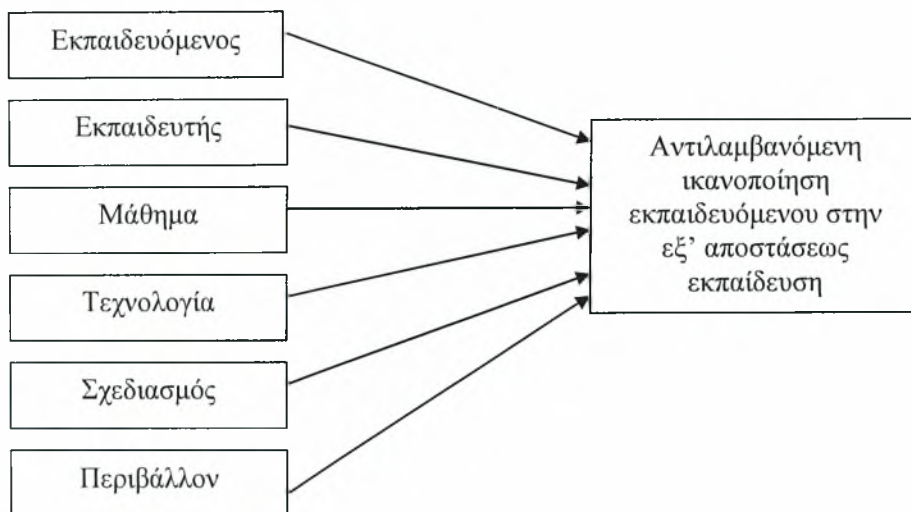 Εκπαιδευόμενος
Εκπαιδευτής
Μάθημα
Τεχνολογία
Σχεδιασμός
Περιβάλλον
Αντιλαμβανόμενη
ικανοποίηση
εκπαιδευόμενου στην
εξ’ αποστάσεως
εκπαίδευση